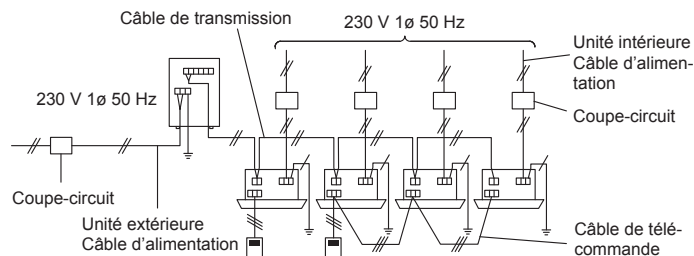 Câble de transmission
230 V 1ø 50 Hz
Unité intérieure
Câble d'alimen-
tation
230 V 1ø 50 Hz
Coupe-circuit
Coupe-circuit
Unité extérieure
Câble d'alimentation
Câble de télé-
commande